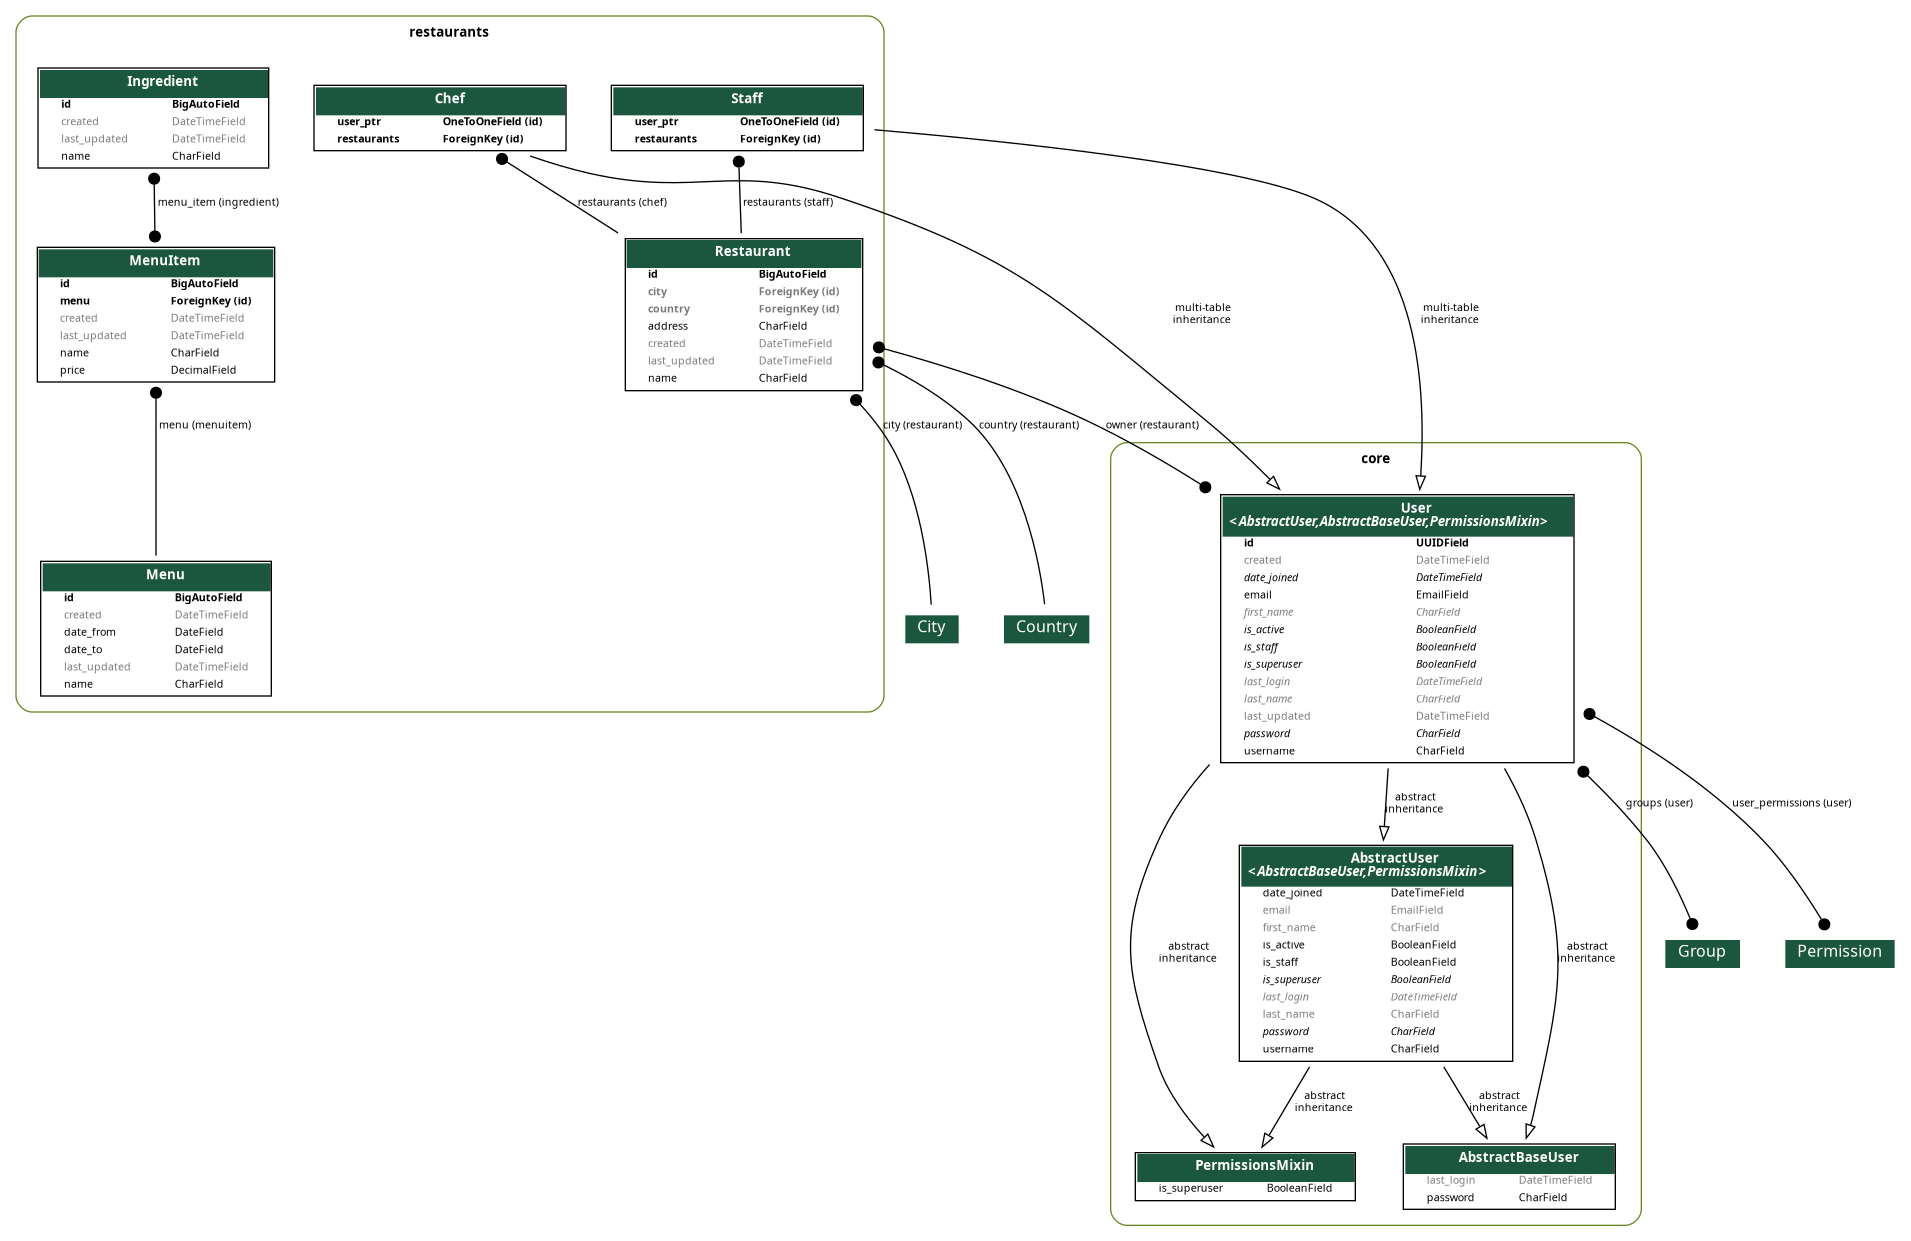 restaurants
Ingredient
id BigAutoField
created DateTimeField
last_updated DateTimeField
name CharField
Chef
user_ptr OneToOneField (id)
restaurants ForeignKey (id)
Staff
user_ptr OneToOneField (id)
restaurants ForeignKey (id)
menu_item (ingredient)
restaurants (chef)
restaurants (staff)
MenuItem
id BigAutoField
menu ForeignKey (id)
created DateTimeField
last_updated DateTimeField
name CharField
price DecimalField
Restaurant
id BigAutoField
city ForeignKey (id)
country ForeignKey (id)
address CharField
created DateTimeField
last_updated DateTimeField
name CharField
multi-table
inheritance
multi-table
inheritance
menu (menuitem)
city (restaurant)
country (restaurant)
owner (restaurant)
Menu
id BigAutoField
created DateTimeField
date_from DateField
date_to DateField
last_updated DateTimeField
name CharField
City
Country
core
User
<AbstractUser,AbstractBaseUser,PermissionsMixin>
id UUIDField
created DateTimeField
date_joined DateTimeField
email EmailField
first_name CharField
is_active BooleanField
is_staff BooleanField
is_superuser BooleanField
last_login DateTimeField
last_name CharField
last_updated DateTimeField
password CharField
username CharField
abstract
inheritance
groups (user)
user_permissions (user)
AbstractUser
<AbstractBaseUser,PermissionsMixin>
date_joined DateTimeField
email EmailField
first_name CharField
is_active BooleanField
is_staff BooleanField
is_superuser BooleanField
last_login DateTimeField
last_name CharField
password CharField
username CharField
abstract
inheritance
abstract
inheritance
Group
Permission
abstract
inheritance
abstract
inheritance
PermissionsMixin
is_superuser BooleanField
AbstractBaseUser
last_login DateTimeField
password CharField